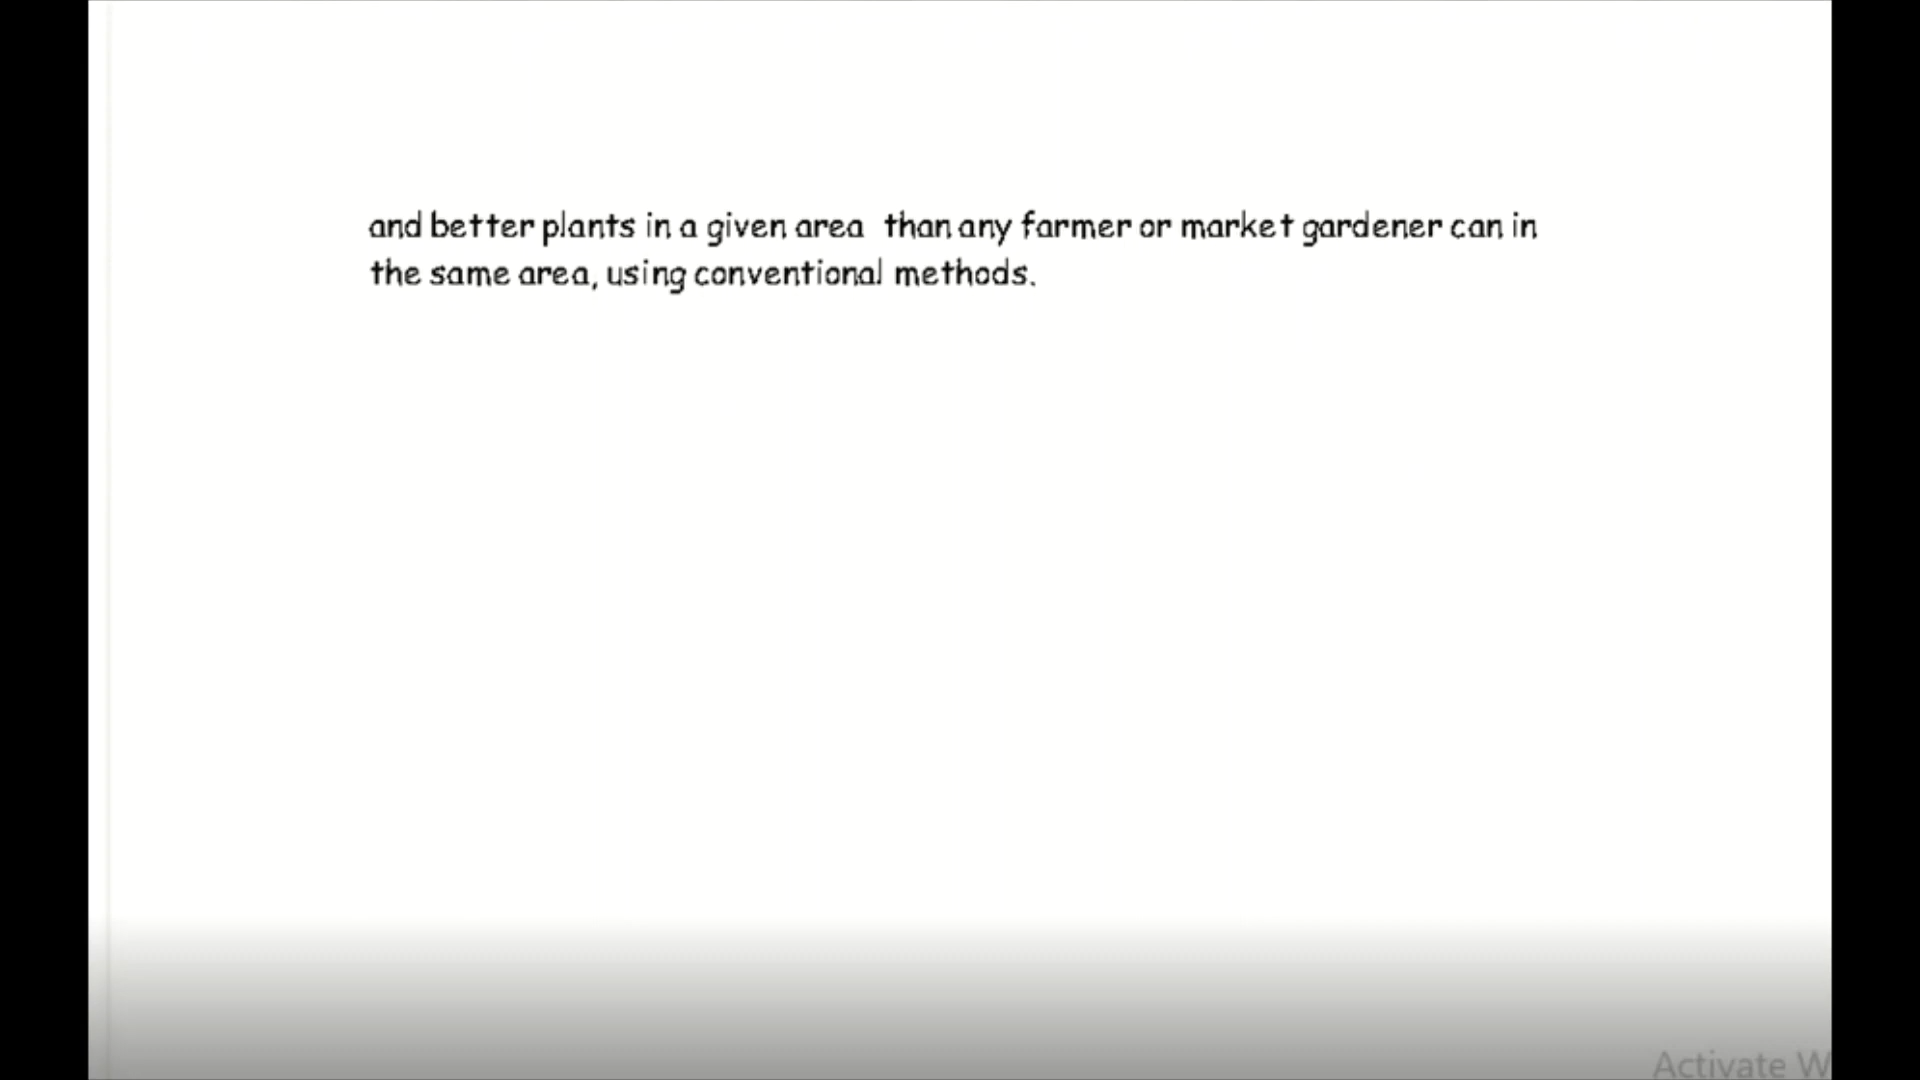 and better plants in a given area than any farmer or market gardener can in
the same area, using conventional methods.
Activate W